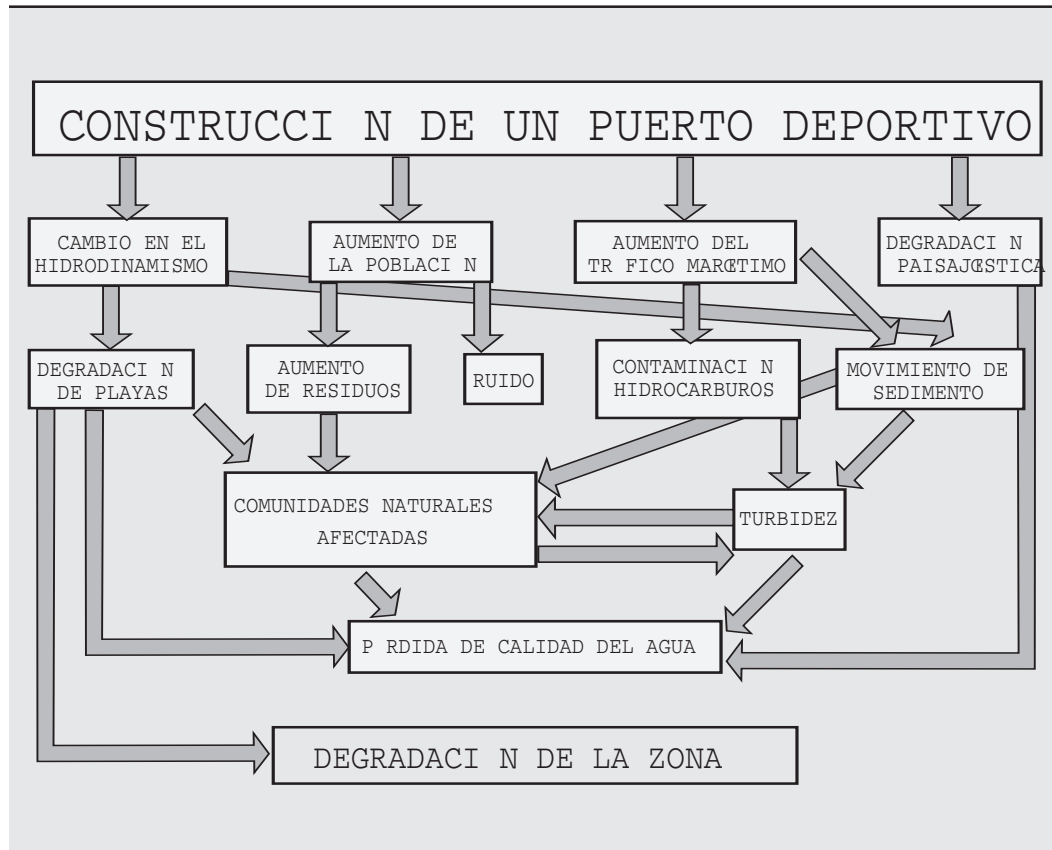 CONSTRUCCI N DE UN PUERTO DEPORTIVO
CAMBIO EN EL
HIDRODINAMISMO
AUMENTO DE
LA POBLACI N
AUMENTO DEL
TR FICO MARŒTIMO
DEGRADACI N
PAISAJŒSTICA
DEGRADACI N
DE PLAYAS
AUMENTO
DE RESIDUOS
RUIDO
CONTAMINACI N
HIDROCARBUROS
MOVIMIENTO DE
SEDIMENTO
COMUNIDADES NATURALES
AFECTADAS
TURBIDEZ
P RDIDA DE CALIDAD DEL AGUA
DEGRADACI N DE LA ZONA